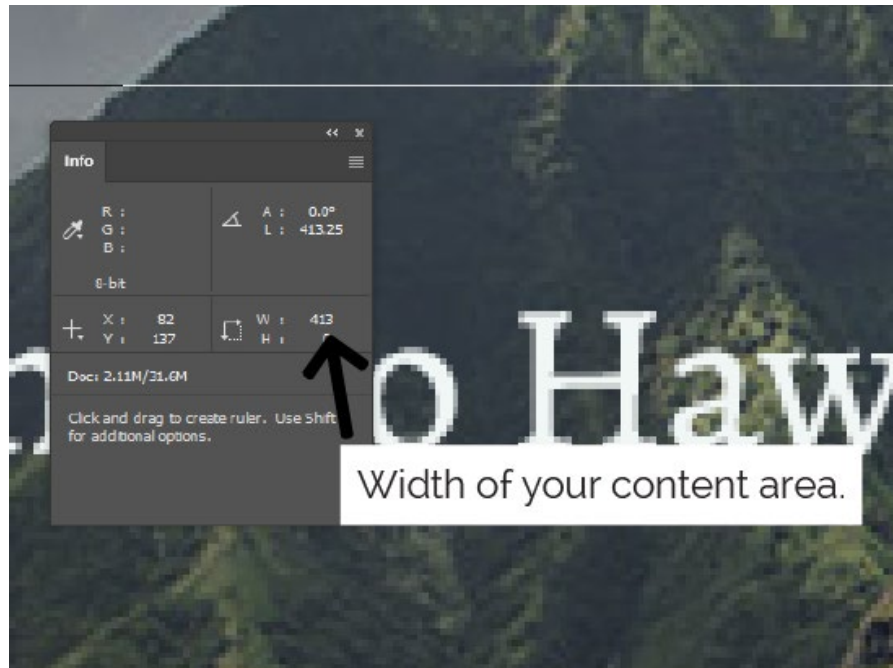 Info
R :
G :
B :
8-bit
A : 0.0°
L : 413.25
X : 82
Y : 137
W : 413
H :
Doc: 2.11M/31.6M
Click and drag to create ruler. Use Shift
for additional options.
o Haw
Width of your content area.